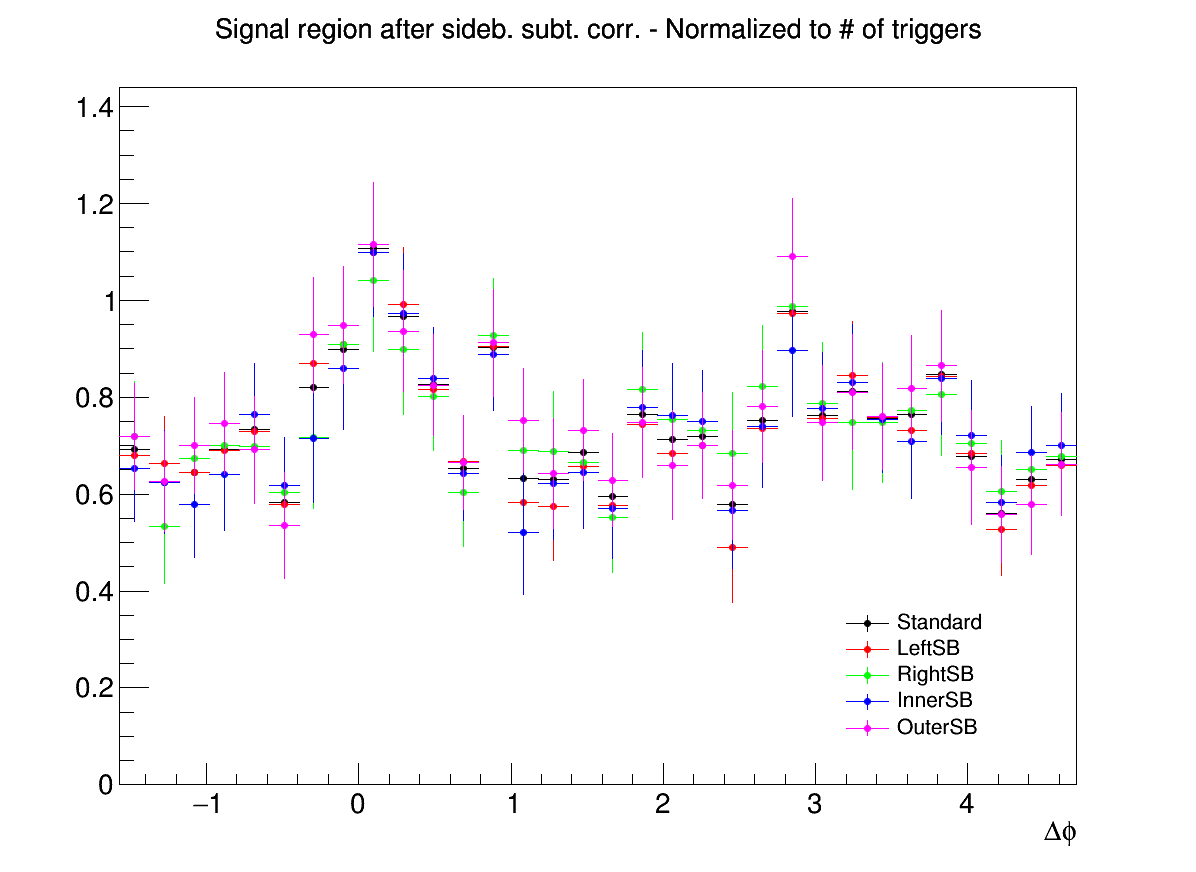 Signal region after sideb. subt. corr. - Normalized to # of triggers
1.4
1.2
1
0.8
0.6
0.4
0.2
0
−1 0 1 2 3 4
Δϕ
Standard
LeftSB
RightSB
InnerSB
OuterSB